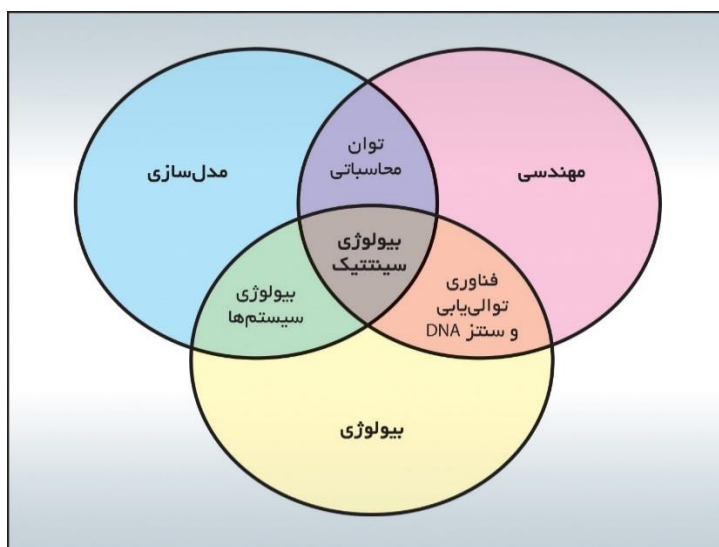 توان
محاسباتی
مهندسی
مدل‌سازی
بیولوژی
سینتتیک
فناوری
توالی‌یابی
و سنتز DNA
بیولوژی
سیستم‌ها
بیولوژی